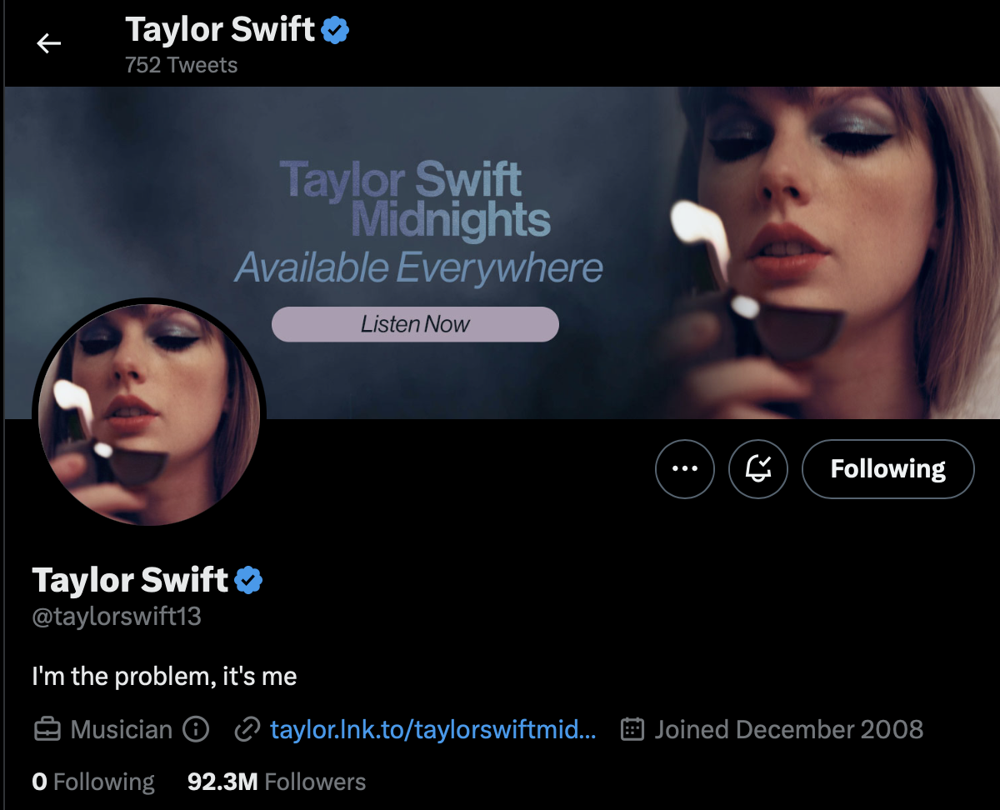 Taylor Swift
752 Tweets
Taylor Swift
Midnights
Available Everywhere
Listen Now
Following
Taylor Swift
@taylorswift13
I'm the problem, it's me
Musician taylor.lnk.to/taylorswiftmid... Joined December 2008
0 Following 92.3M Followers